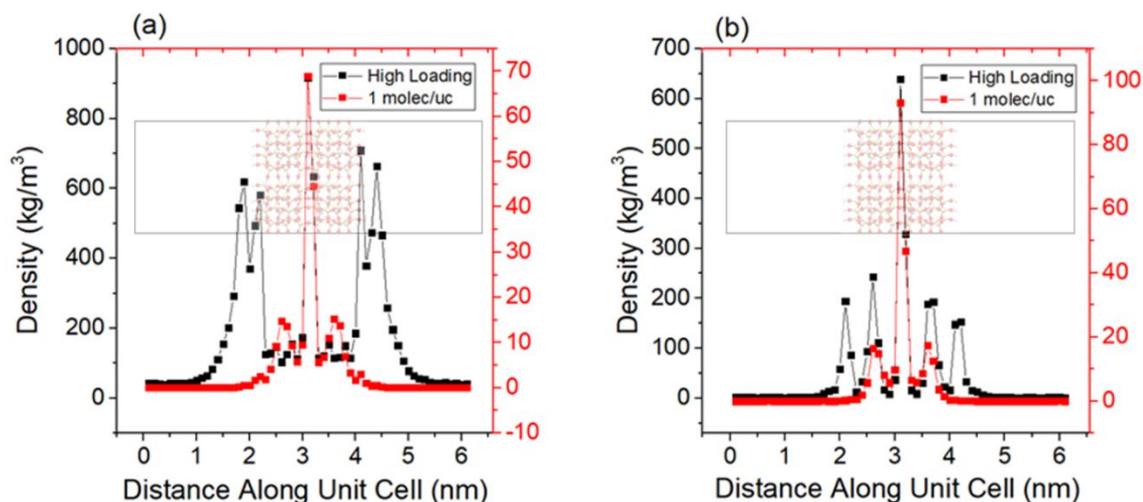 (a)
High Loading
1 molec/uc
1000
800
600
400
200
0
Density (kg/m³)
70
60
50
40
30
20
10
0
-10
0 1 2 3 4 5 6
Distance Along Unit Cell (nm)
(b)
High Loading
1 molec/uc
700
600
500
400
300
200
100
0
Density (kg/m³)
100
80
60
40
20
0
0 1 2 3 4 5 6
Distance Along Unit Cell (nm)